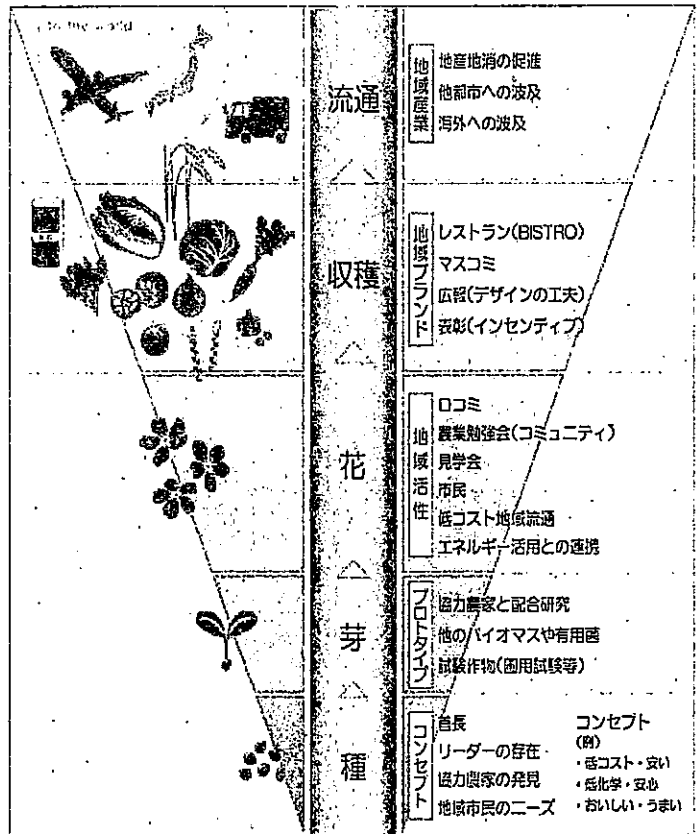 to the world
流通
地域産業
地産地消の促進
他都市への波及
海外への波及
収穫
地域ブランド
レストラン(BISTRO)
マスコミ
広報(デザインの工夫)
表彰(インセンティブ)
花
地域活性
口コミ
農業勉強会(コミュニティ)
見学会
市民
低コスト地域流通
エネルギー活用との連携
芽
プロトタイプ
協力農家と配合研究
他のバイオマスや有用菌
試験作物(圃用試験等)
種
コンセプト
首長
リーダーの存在
協力農家の発見
地域市民のニーズ
コンセプト
(例)
・低コスト・安い
・低化学・安心
・おいしい・うまい